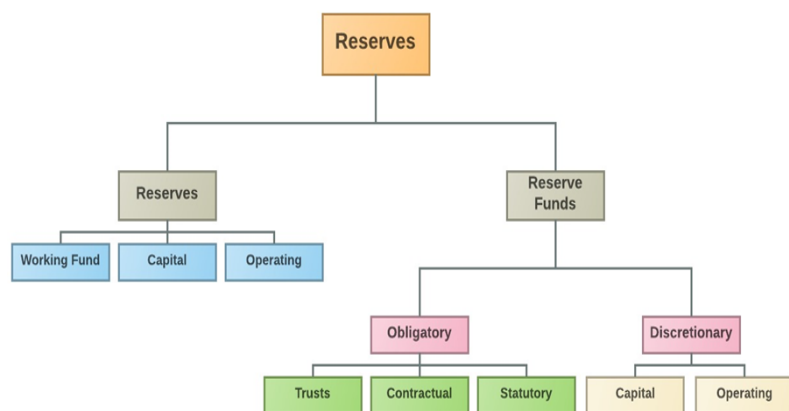 Reserves
Reserves
Reserve
Funds
Working Fund
Capital
Operating
Obligatory
Discretionary
Trusts
Contractual
Statutory
Capital
Operating